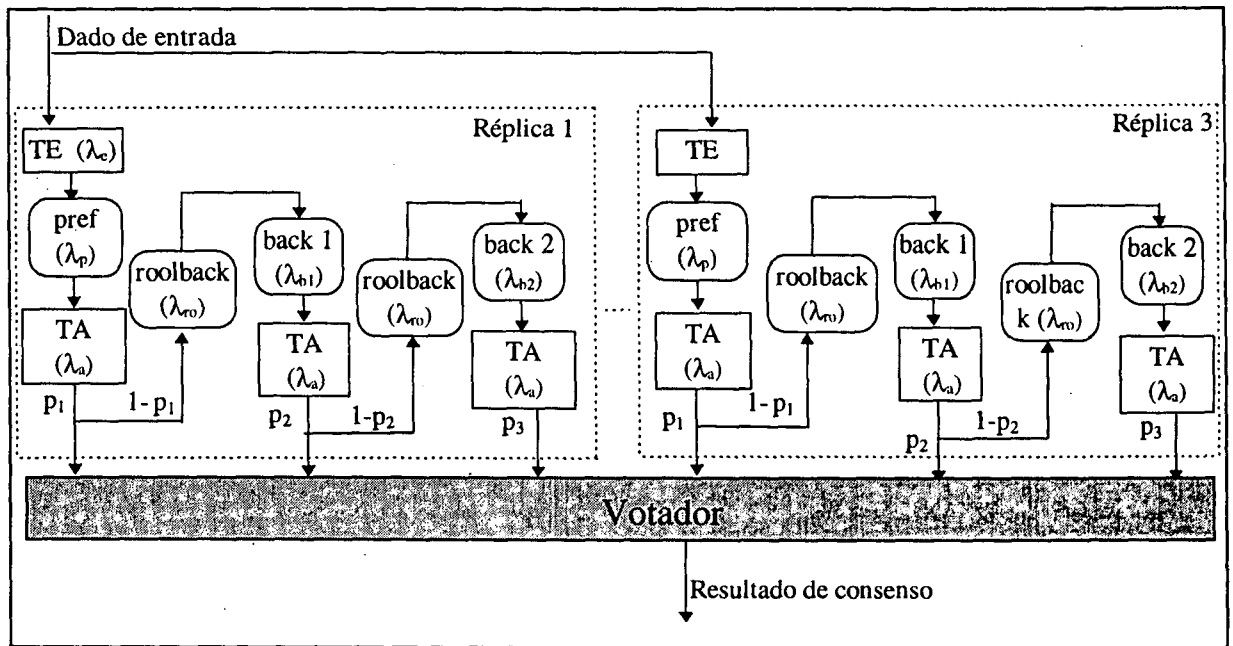 Dado de entrada
Réplica 1
TE (λe)
pref
(λp)
TA
(λa)
p1
1-p1
roolback
(λro)
back 1
(λb1)
TA
(λa)
p2
1-p2
roolback
(λro)
back 2
(λb2)
TA
(λa)
p3
Réplica 3
TE
pref
(λp)
TA
(λa)
p1
1-p1
roolback
(λro)
back 1
(λb1)
TA
(λa)
p2
1-p2
roolbac
k (λro)
back 2
(λb2)
TA
(λa)
p3
Votador
Resultado de consenso